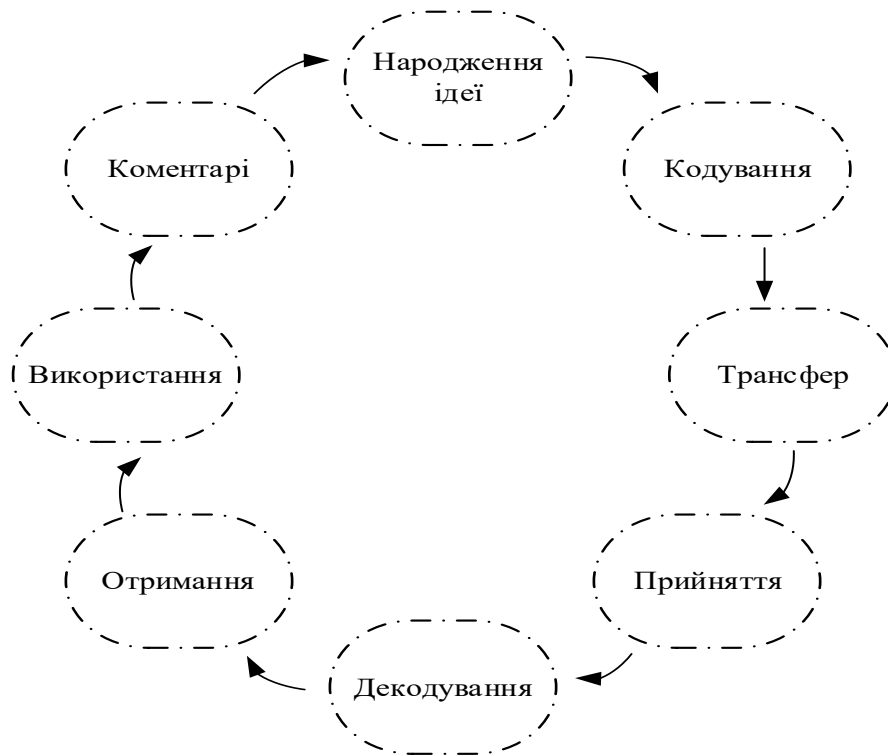 Народження
ідеї
Кодування
Трансфер
Прийняття
Декодування
Отримання
Використання
Коментарі